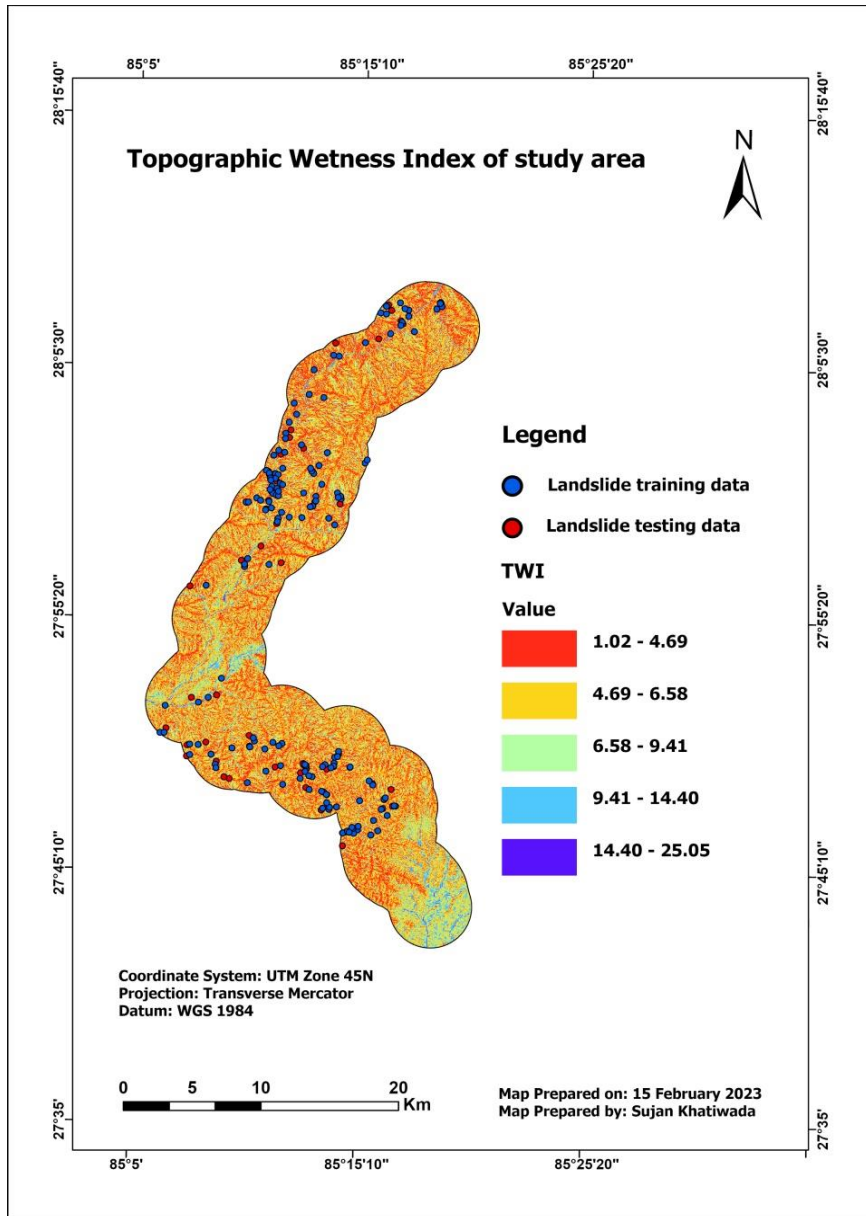 85°5' 85°15'10" 85°25'20"
28°15'40" 28°15'40"
Topographic Wetness Index of study area
N
28°5'30" 28°5'30"
Legend
Landslide training data
Landslide testing data
TWI
Value
27°55'20" 27°55'20"
1.02 - 4.69
4.69 - 6.58
6.58 - 9.41
9.41 - 14.40
14.40 - 25.05
27°45'10" 27°45'10"
Coordinate System: UTM Zone 45N
Projection: Transverse Mercator
Datum: WGS 1984
0 5 10 20
Km
Map Prepared on: 15 February 2023
Map Prepared by: Sujan Khatiwada
27°35' 27°35'
85°5' 85°15'10" 85°25'20"